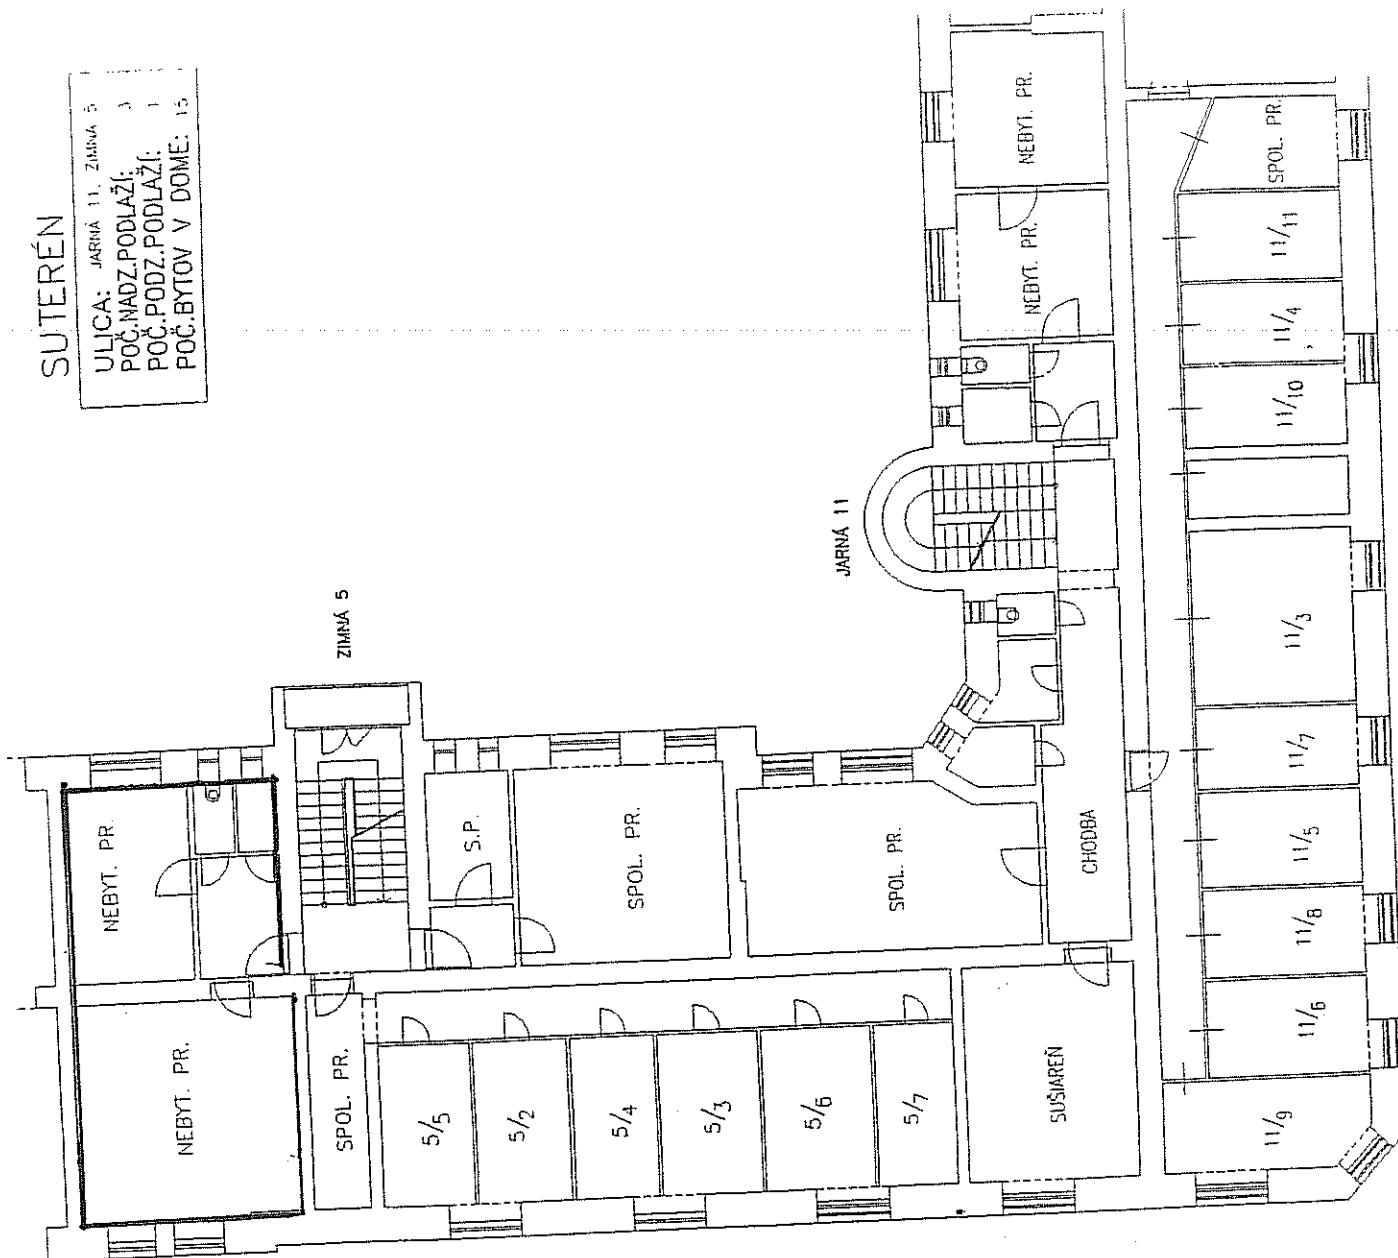 SUTERÉN
ULICA: JARNÁ 11, ZIMNÁ 5
POČ.NADZ.PODLAŽÍ: 3
POČ.PODZ.PODLAŽÍ: 1
POČ.BYTOV V DOME:
ZIMNÁ 5
JARNÁ 11
NEBYT. PR.
NEBYT. PR.
SPOL. PR.
11/11
11/4
11/10
11/3
11/7
11/5
11/8
11/6
11/9
CHODBA
SPOL. PR.
SPOL. PR.
S.P.
NEBYT. PR.
NEBYT. PR.
SPOL. PR.
5/5
5/2
5/4
5/3
5/6
5/7
SUŠIAREŇ